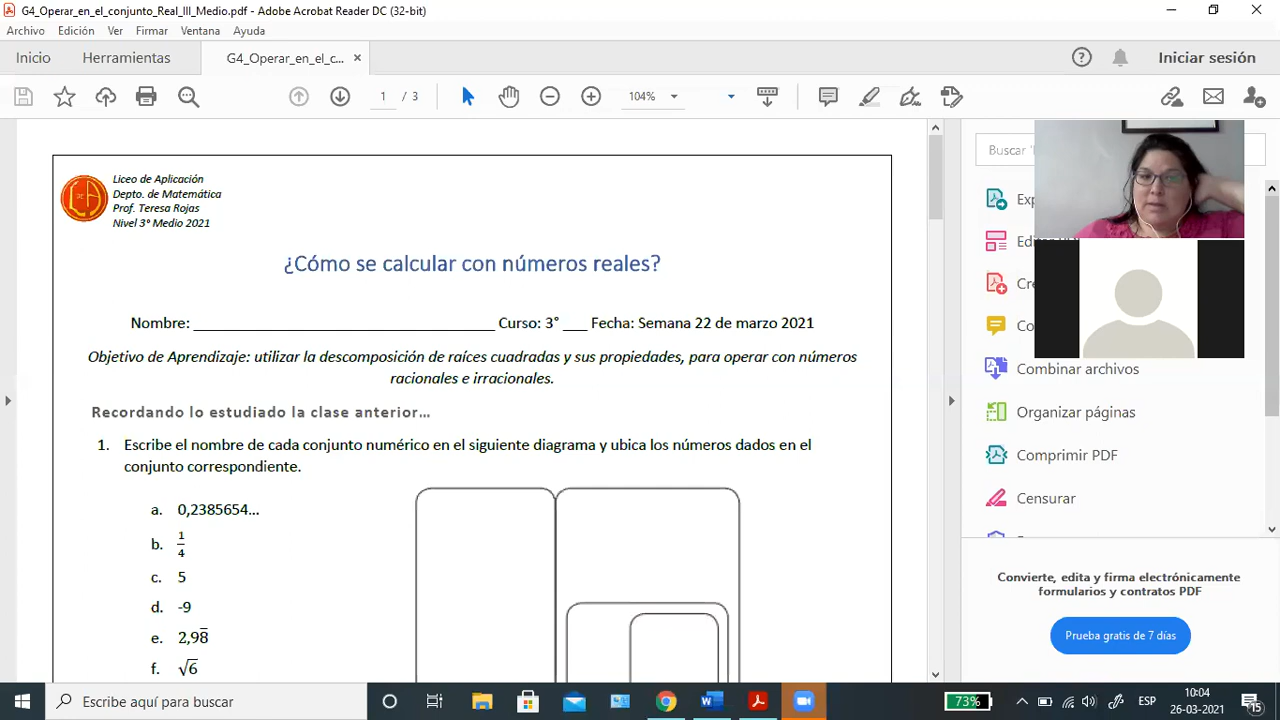 G4_Operar_en_el_conjunto_Real_III_Medio.pdf - Adobe Acrobat Reader DC (32-bit)
Archivo Edición Ver Firmar Ventana Ayuda
Inicio Herramientas G4_Operar_en_el_c... × Iniciar sesión
1 / 3 104%
Buscar
Liceo de Aplicación
Depto. de Matemática
Prof. Teresa Rojas
Nivel 3° Medio 2021
¿Cómo se calcular con números reales?
Nombre: ____________________ Curso: 3° ___ Fecha: Semana 22 de marzo 2021
Objetivo de Aprendizaje: utilizar la descomposición de raíces cuadradas y sus propiedades, para operar con números
racionales e irracionales.
Recordando lo estudiado la clase anterior...
1. Escribe el nombre de cada conjunto numérico en el siguiente diagrama y ubica los números dados en el
conjunto correspondiente.
a. 0,2385654...
b. 1/4
c. 5
d. -9
e. 2,98̅
f. √6
Exp
Edi
Cre
Co
Combinar archivos
Organizar páginas
Comprimir PDF
Censurar
Convierte, edita y firma electrónicamente
formularios y contratos PDF
Prueba gratis de 7 días
Escribe aquí para buscar
73%
ESP
10:04
26-03-2021
15